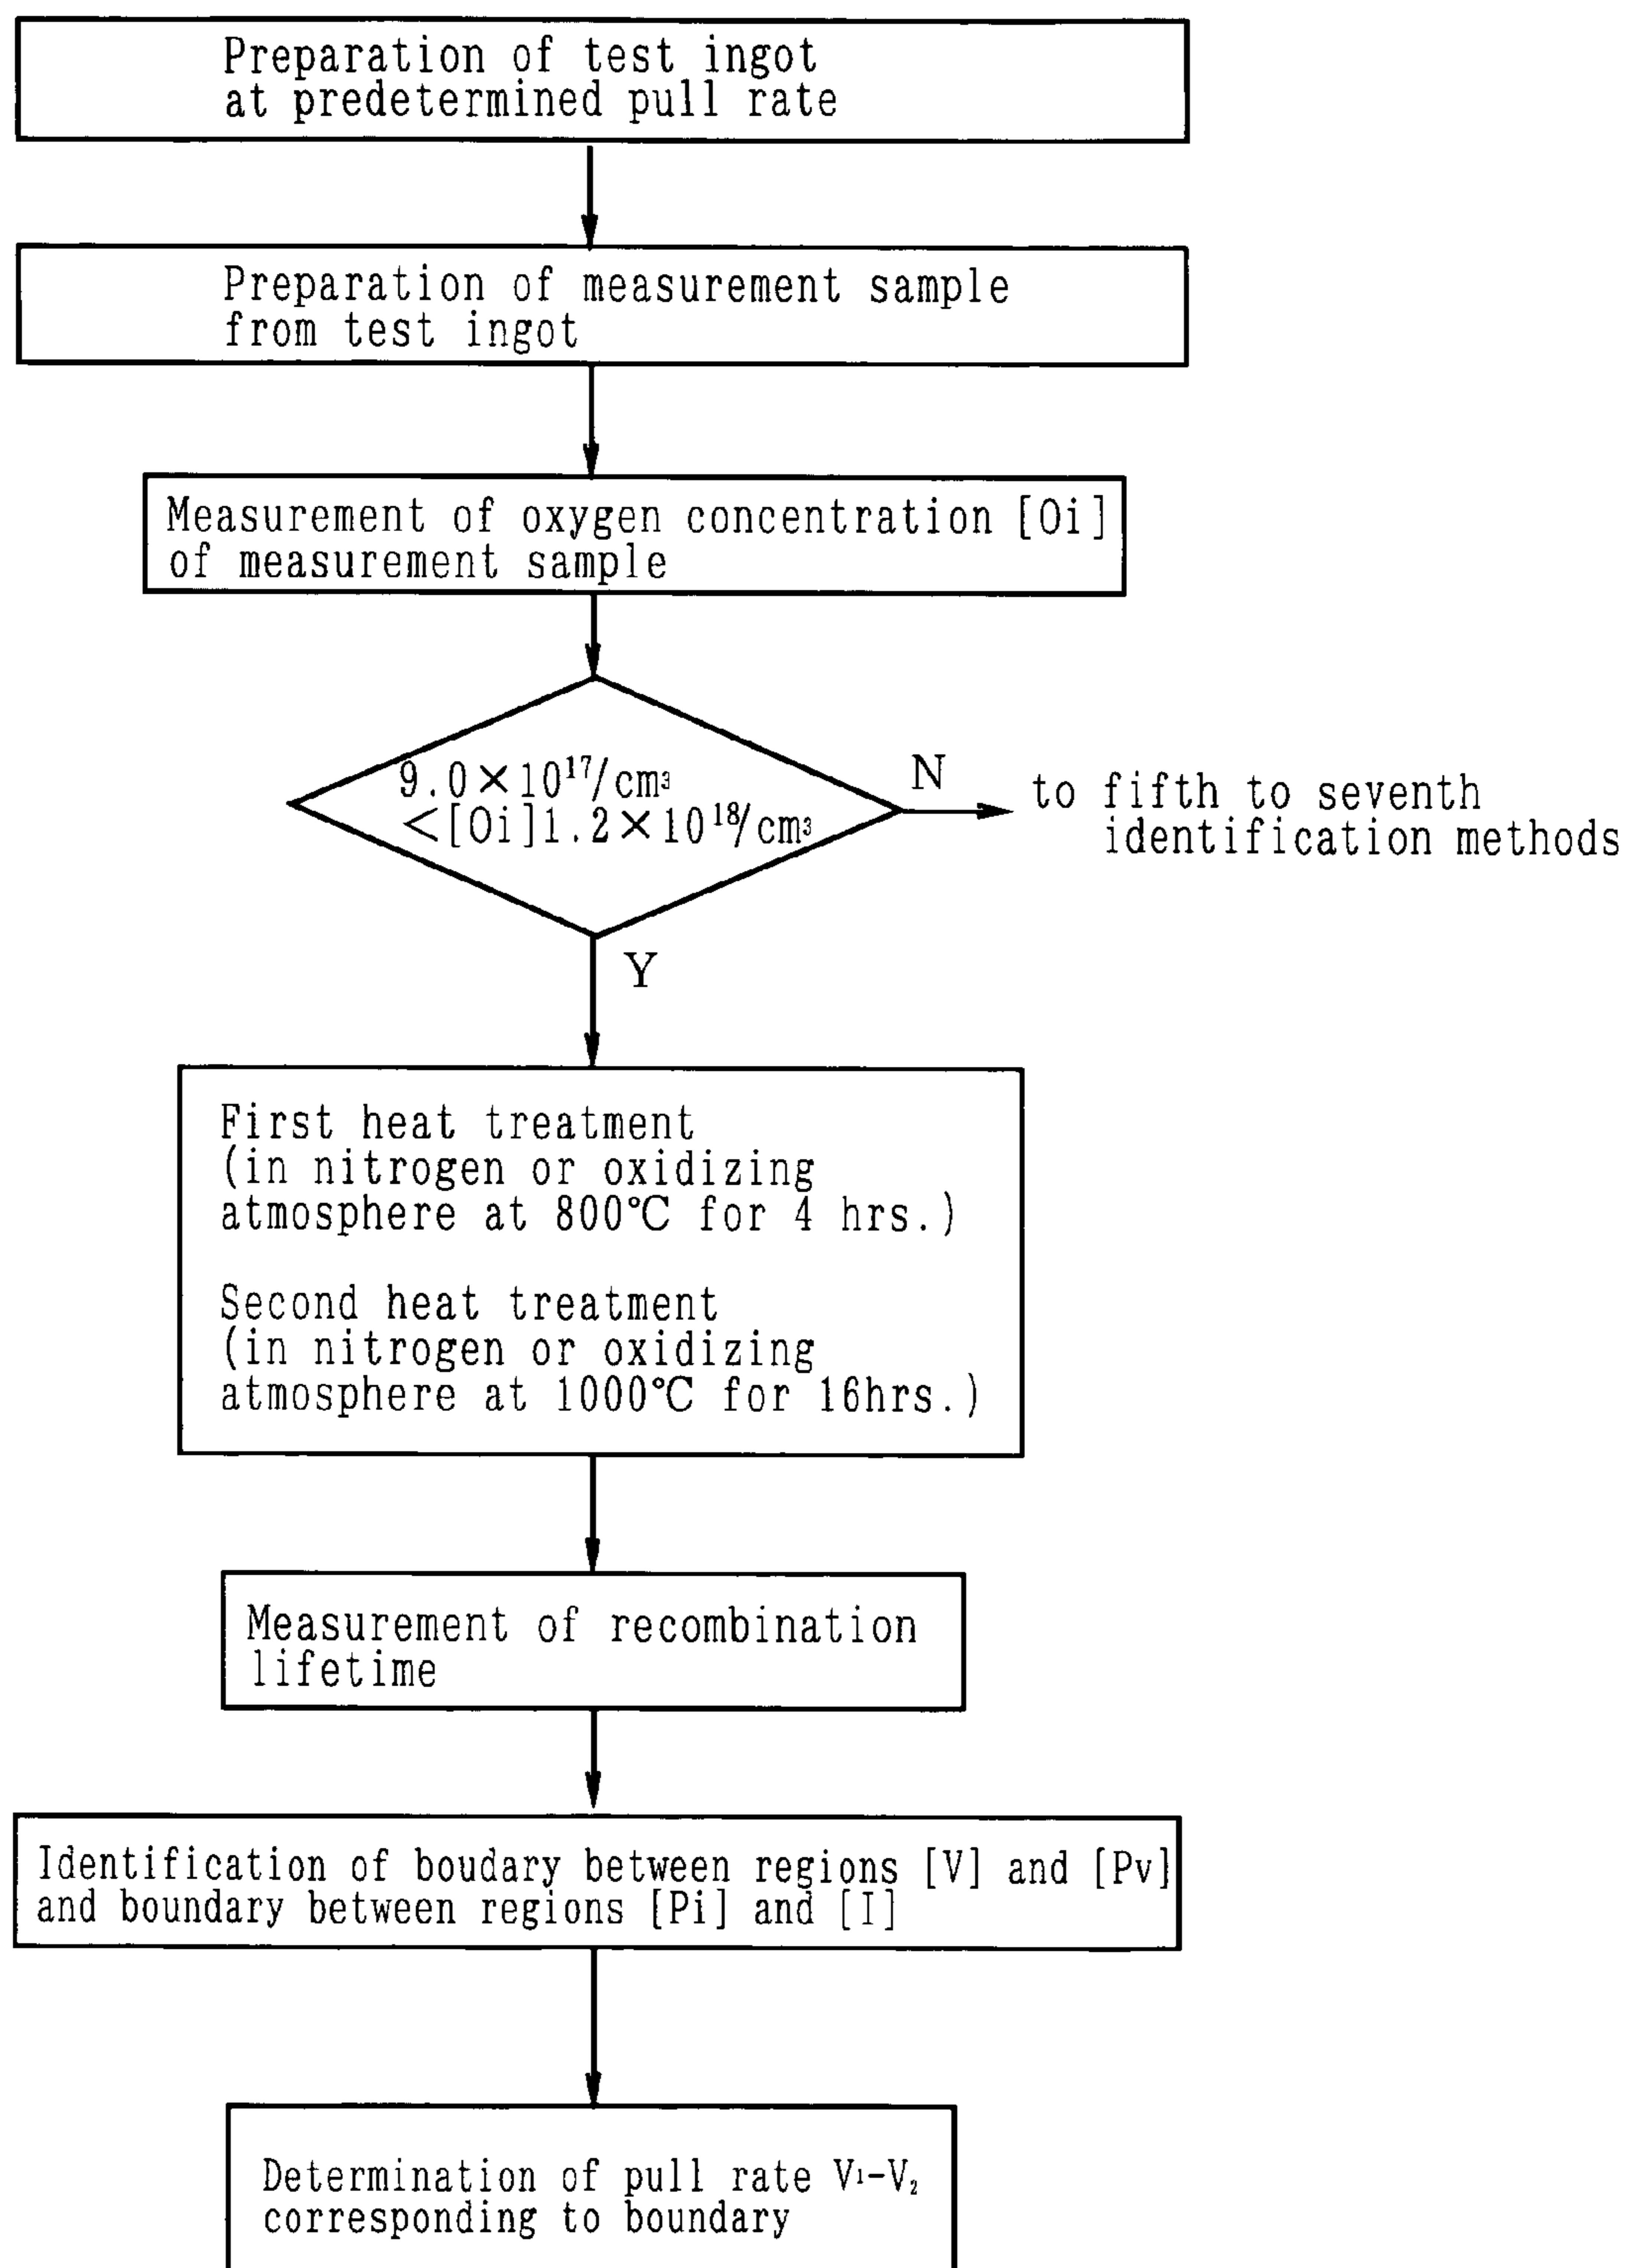 Preparation of test ingot
at predetermined pull rate
Preparation of measurement sample
from test ingot
Measurement of oxygen concentration [Oi]
of measurement sample
9.0×10¹⁷/cm³
<[Oi]1.2×10¹⁸/cm³
N
to fifth to seventh
identification methods
Y
First heat treatment
(in nitrogen or oxidizing
atmosphere at 800℃ for 4 hrs.)
Second heat treatment
(in nitrogen or oxidizing
atmosphere at 1000℃ for 16hrs.)
Measurement of recombination
lifetime
Identification of boudary between regions [V] and [Pv]
and boundary between regions [Pi] and [I]
Determination of pull rate V¹-V₂
corresponding to boundary